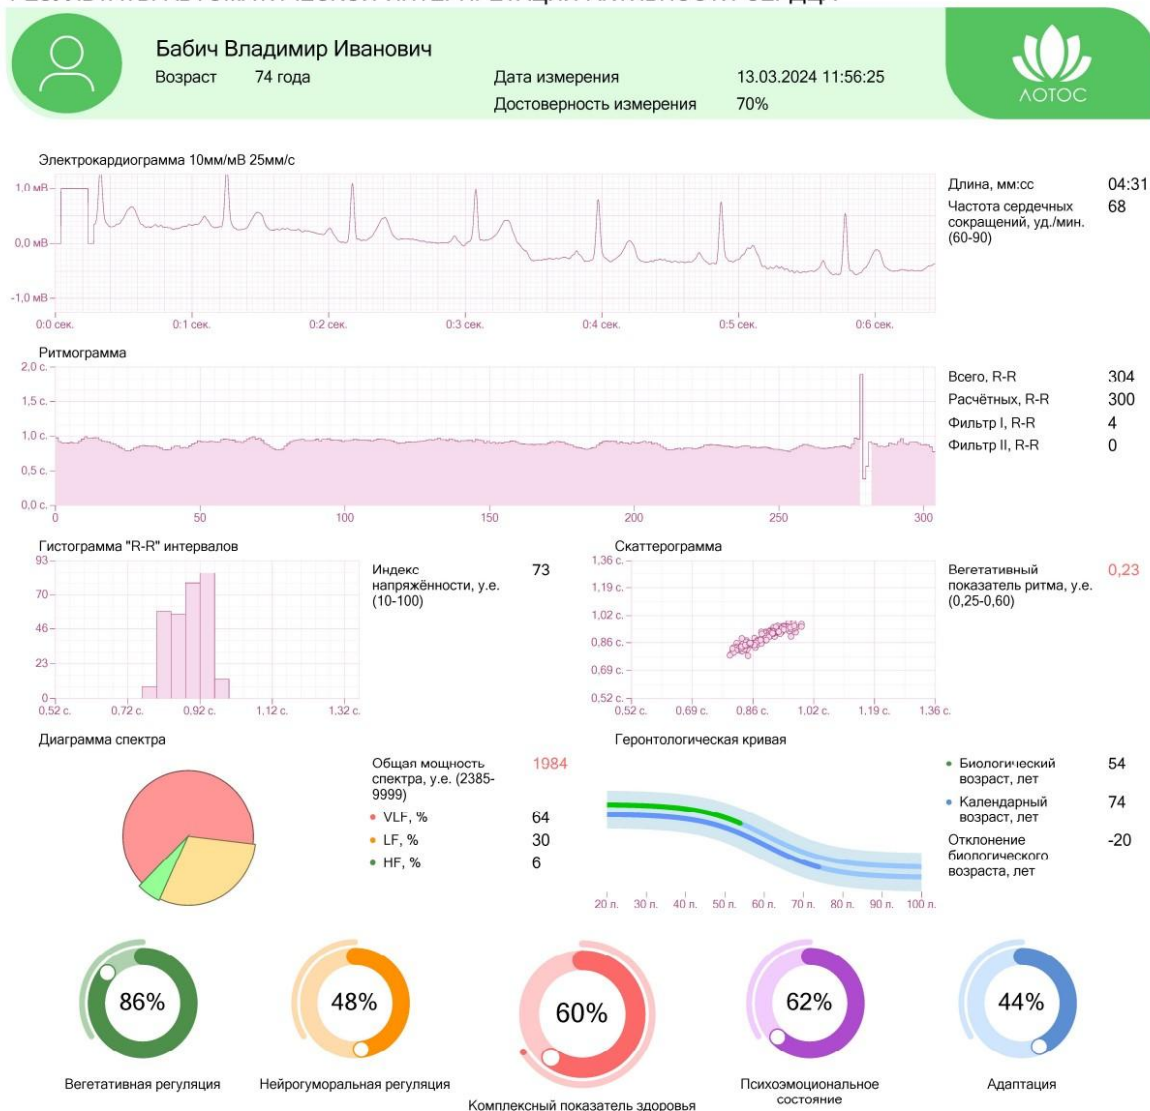 РЕЗУЛЬТАТЫ АВТОМАТИЧЕСКОЙ ИНТЕРПРЕТАЦИИ АКТИВНОСТИ СЕРДЦА
Бабич Владимир Иванович
Возраст 74 года
Дата измерения 13.03.2024 11:56:25
Достоверность измерения 70%
ЛОТОС
Электрокардиограмма 10мм/мВ 25мм/с
1,0 мВ
0,0 мВ
-1,0 мВ
0:0 сек. 0:1 сек. 0:2 сек. 0:3 сек. 0:4 сек. 0:5 сек. 0:6 сек.
Длина, мм:сс 04:31
Частота сердечных 68
сокращений, уд./мин.
(60-90)
Ритмограмма
2,0 с.
1,5 с.
1,0 с.
0,5 с.
0,0 с.
0 50 100 150 200 250 300
Всего, R-R 304
Расчётных, R-R 300
Фильтр I, R-R 4
Фильтр II, R-R 0
Гистограмма "R-R" интервалов
93
70
46
23
0
0,52 с. 0,72 с. 0,92 с. 1,12 с. 1,32 с.
Индекс 73
напряжённости, у.е.
(10-100)
Скаттерограмма
1,36 с.
1,19 с.
1,02 с.
0,86 с.
0,69 с.
0,52 с.
0,52 с. 0,69 с. 0,86 с. 1,02 с. 1,19 с. 1,36 с.
Вегетативный 0,23
показатель ритма, у.е.
(0,25-0,60)
Диаграмма спектра
Общая мощность 1984
спектра, у.е. (2385-
9999)
VLF, % 64
LF, % 30
HF, % 6
Геронтологическая кривая
20 л. 30 л. 40 л. 50 л. 60 л. 70 л. 80 л. 90 л. 100 л.
Биологический 54
возраст, лет
Календарный 74
возраст, лет
Отклонение -20
биологического
возраста, лет
86% 48% 60% 62% 44%
Вегетативная регуляция
Нейрогуморальная регуляция
Комплексный показатель здоровья
Психоэмоциональное
состояние
Адаптация